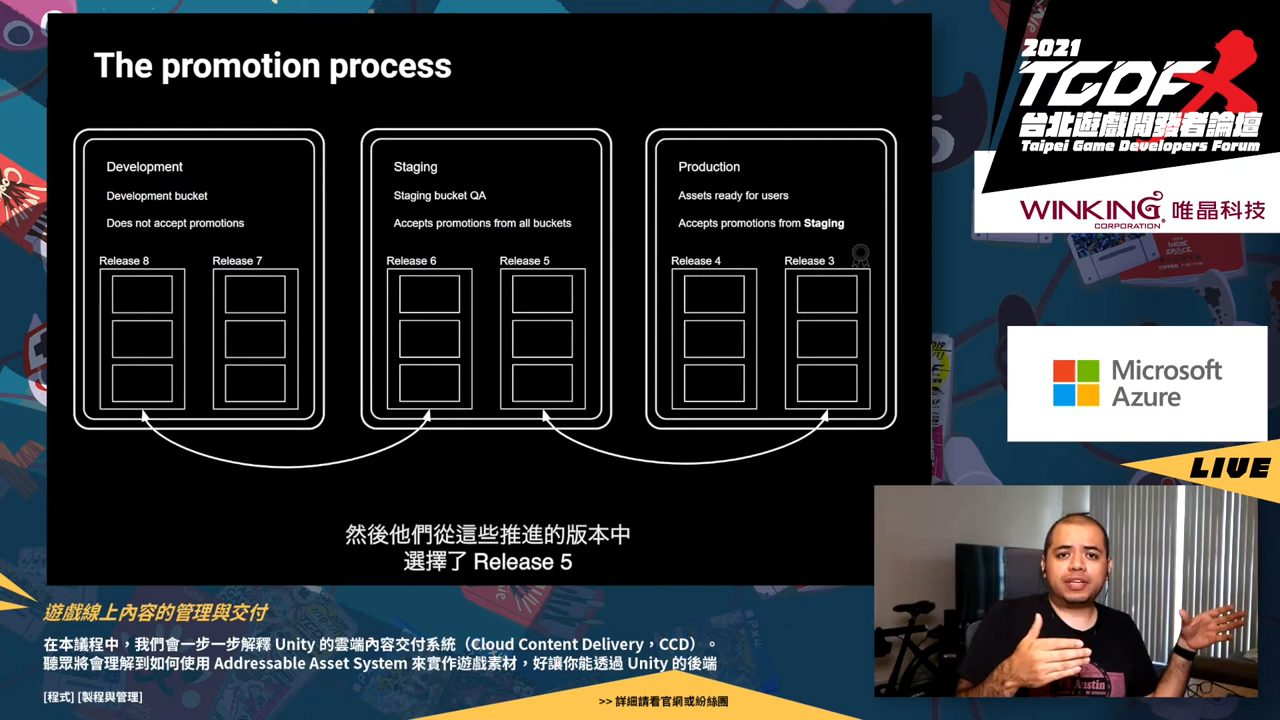 The promotion process
Development
Development bucket
Does not accept promotions
Release 8
Release 7
Staging
Staging bucket QA
Accepts promotions from all buckets
Release 6
Release 5
Production
Assets ready for users
Accepts promotions from Staging
Release 4
Release 3
然後他們從這些推進的版本中
選擇了 Release 5
2021
TGDF X
台北遊戲開發者論壇
Taipei Game Developers Forum
WINKING 唯晶科技
CORPORATION
Microsoft
Azure
LIVE
Austin
遊戲線上內容的管理與交付
在本議程中，我們會一步一步解釋 Unity 的雲端內容交付系統（Cloud Content Delivery，CCD）。
聽眾將會理解到如何使用 Addressable Asset System 來實作遊戲素材，好讓你能透過 Unity 的後端
[程式] [製程與管理]
>> 詳細請看官網或紛絲團